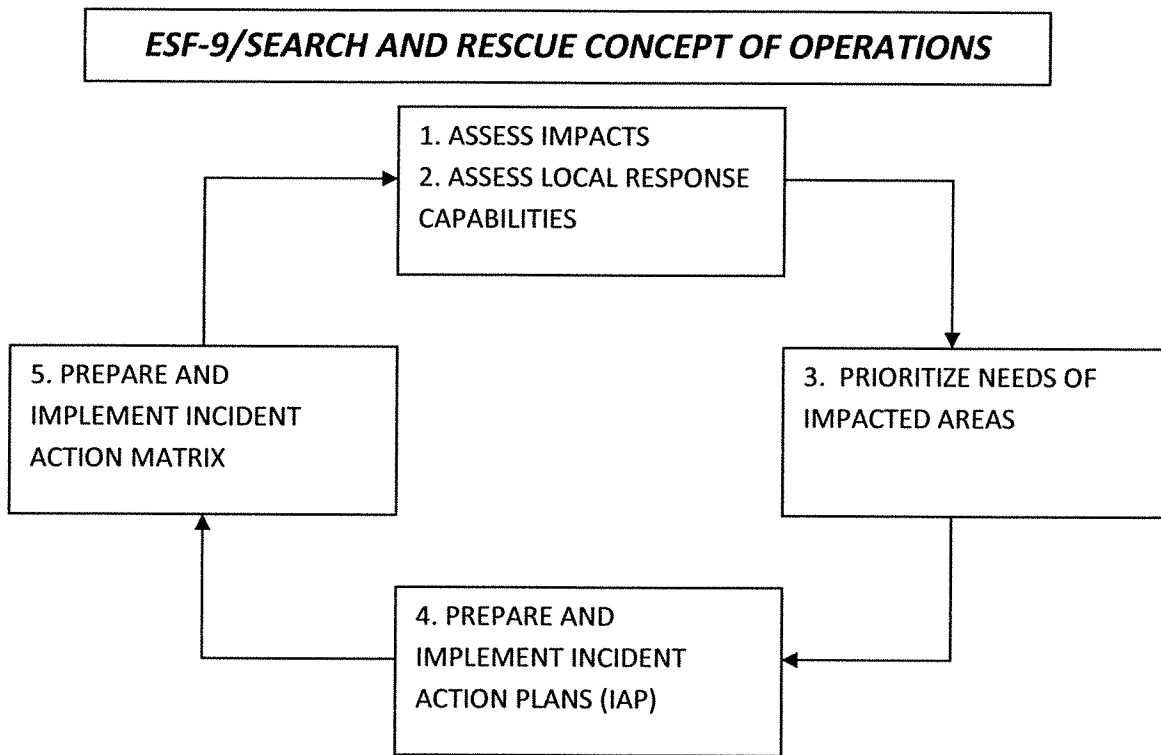 ESF-9/SEARCH AND RESCUE CONCEPT OF OPERATIONS
1. ASSESS IMPACTS
2. ASSESS LOCAL RESPONSE
CAPABILITIES
3. PRIORITIZE NEEDS OF
IMPACTED AREAS
4. PREPARE AND
IMPLEMENT INCIDENT
ACTION PLANS (IAP)
5. PREPARE AND
IMPLEMENT INCIDENT
ACTION MATRIX